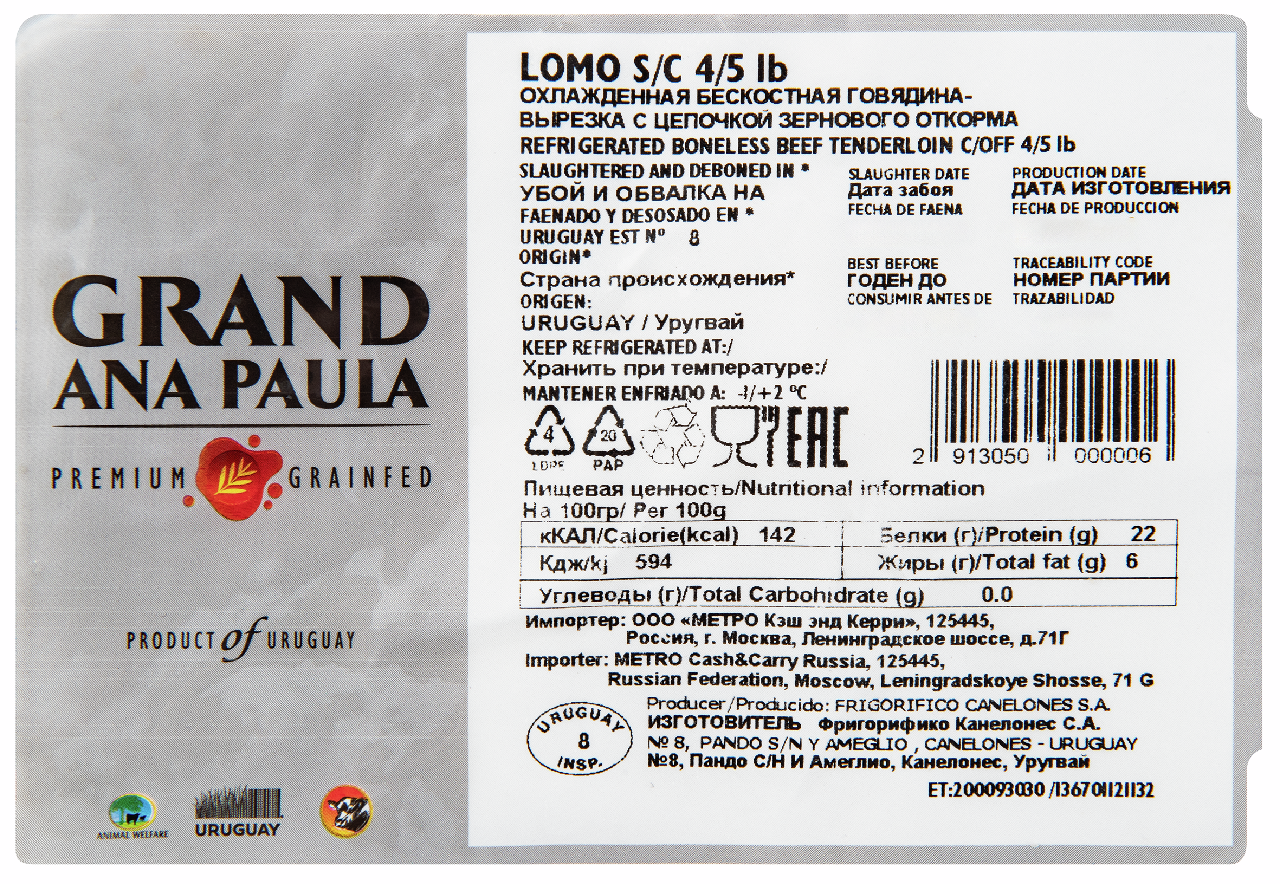 GRAND
ANA PAULA
PREMIUM GRAINFED
PRODUCT of URUGUAY
ANIMAL WELFARE
URUGUAY
LOMO S/C 4/5 lb
ОХЛАЖДЕННАЯ БЕСКОСТНАЯ ГОВЯДИНА-
ВЫРЕЗКА С ЦЕПОЧКОЙ ЗЕРНОВОГО ОТКОРМА
REFRIGERATED BONELESS BEEF TENDERLOIN C/OFF 4/5 lb
SLAUGHTERED AND DEBONED IN *
УБОЙ И ОБВАЛКА НА
FAENADO Y DESOSADO EN *
URUGUAY EST Nº 8
ORIGIN*
Страна происхождения*
ORIGEN:
URUGUAY / Уругвай
KEEP REFRIGERATED AT:/
Хранить при температуре:/
MANTENER ENFRIADO A: /+2 ºC
SLAUGHTER DATE
Дата забоя
FECHA DE FAENA
PRODUCTION DATE
ДАТА ИЗГОТОВЛЕНИЯ
FECHA DE PRODUCCION
BEST BEFORE
ГОДЕН ДО
CONSUMIR ANTES DE
TRACEABILITY CODE
НОМЕР ПАРТИИ
TRAZABILIDAD
4
20
PAP
EAC
2 913050 000006
Пищевая ценность/Nutritional information
На 100гр/ Per 100g
кКАЛ/Calorie(kcal) 142
Белки (г)/Protein (g) 22
Кдж/kj 594
Жиры (г)/Total fat (g) 6
Углеводы (г)/Total Carbohidrate (g) 0.0
Импортер: ООО «МЕТРО Кэш энд Керри», 125445,
Россия, г. Москва, Ленинградское шоссе, д.71Г
Importer: METRO Cash&Carry Russia, 125445,
Russian Federation, Moscow, Leningradskoye Shosse, 71 G
URUGUAY
8
INSP.
Producer/Producido: FRIGORIFICO CANELONES S.A.
ИЗГОТОВИТЕЛЬ Фригорифико Канелонес С.А.
Nº 8, PANDO S/N Y AMEGLIO , CANELONES - URUGUAY
№8, Пандо С/Н И Амеглио, Канелонес, Уругвай
ET:200093030 /136701121132